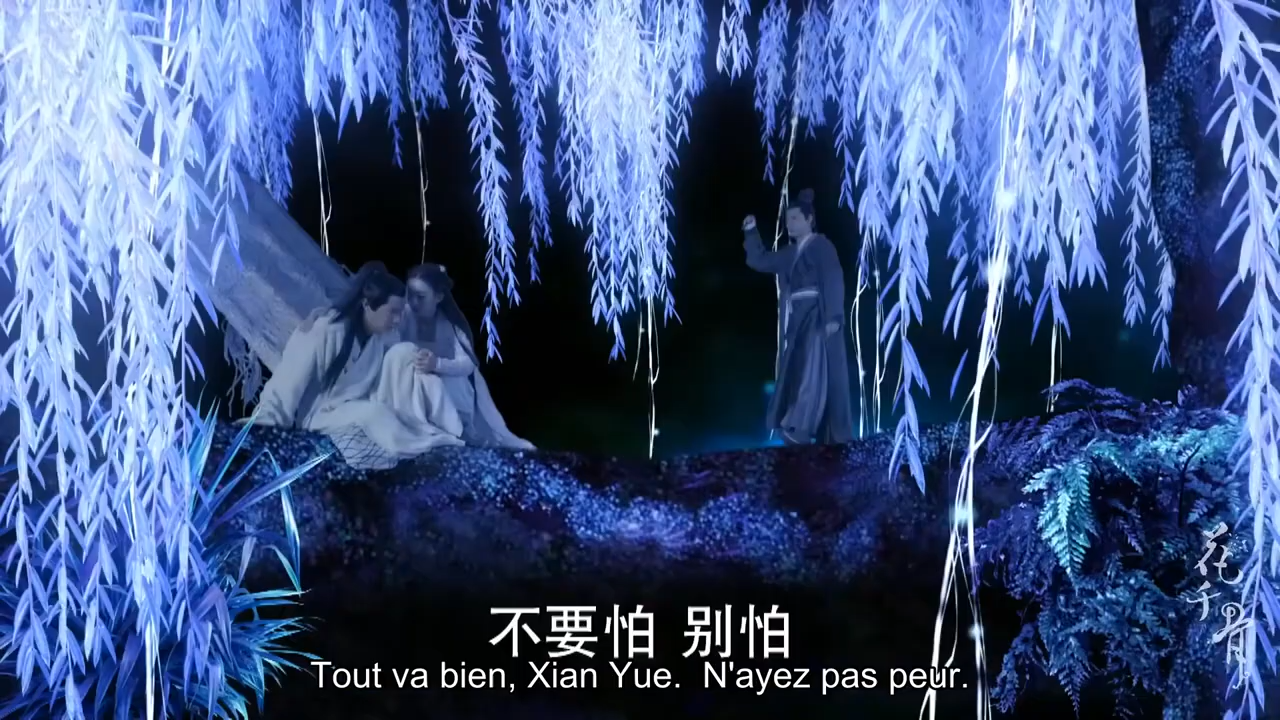 花千骨
不要怕 别怕
Tout va bien, Xian Yue.  N'ayez pas peur.